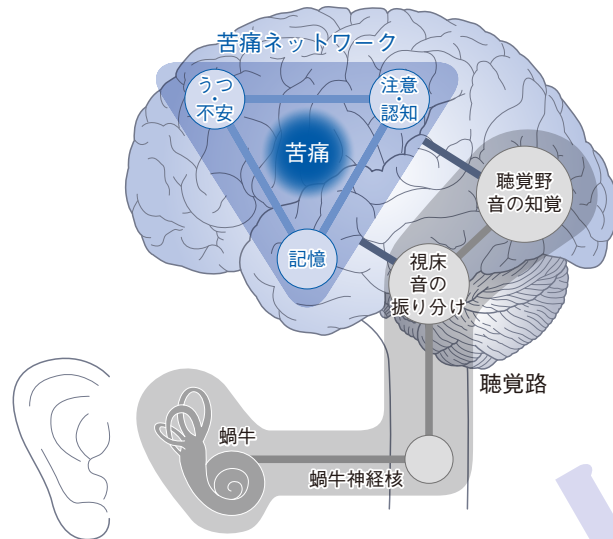 苦痛ネットワーク
うつ
・
不安
注意
・
認知
苦痛
記憶
聴覚野
音の知覚
視床
音の
振り分け
聴覚路
蝸牛
蝸牛神経核